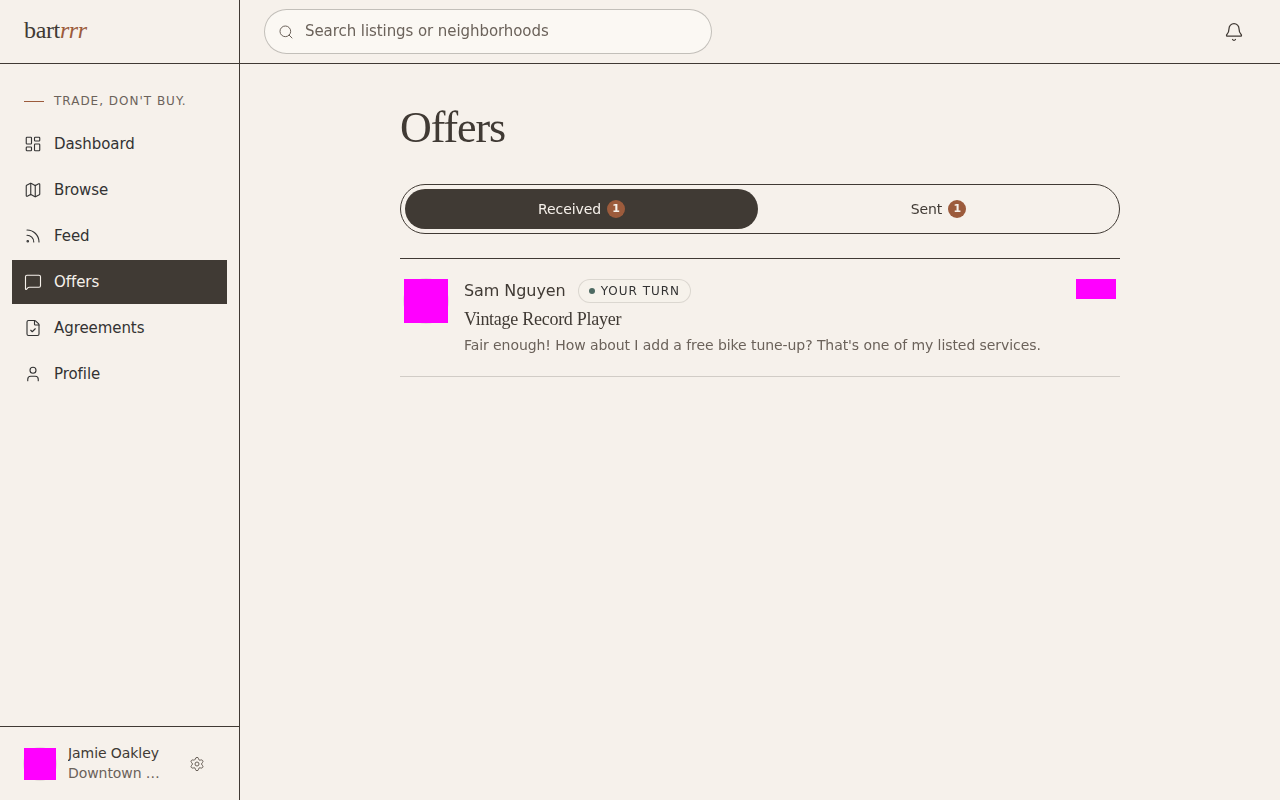 bartrrr
Search listings or neighborhoods
TRADE, DON'T BUY.
Dashboard
Browse
Feed
Offers
Agreements
Profile
Jamie Oakley
Downtown ...
Offers
Received 1
Sent 1
Sam Nguyen
YOUR TURN
Vintage Record Player
Fair enough! How about I add a free bike tune-up? That's one of my listed services.